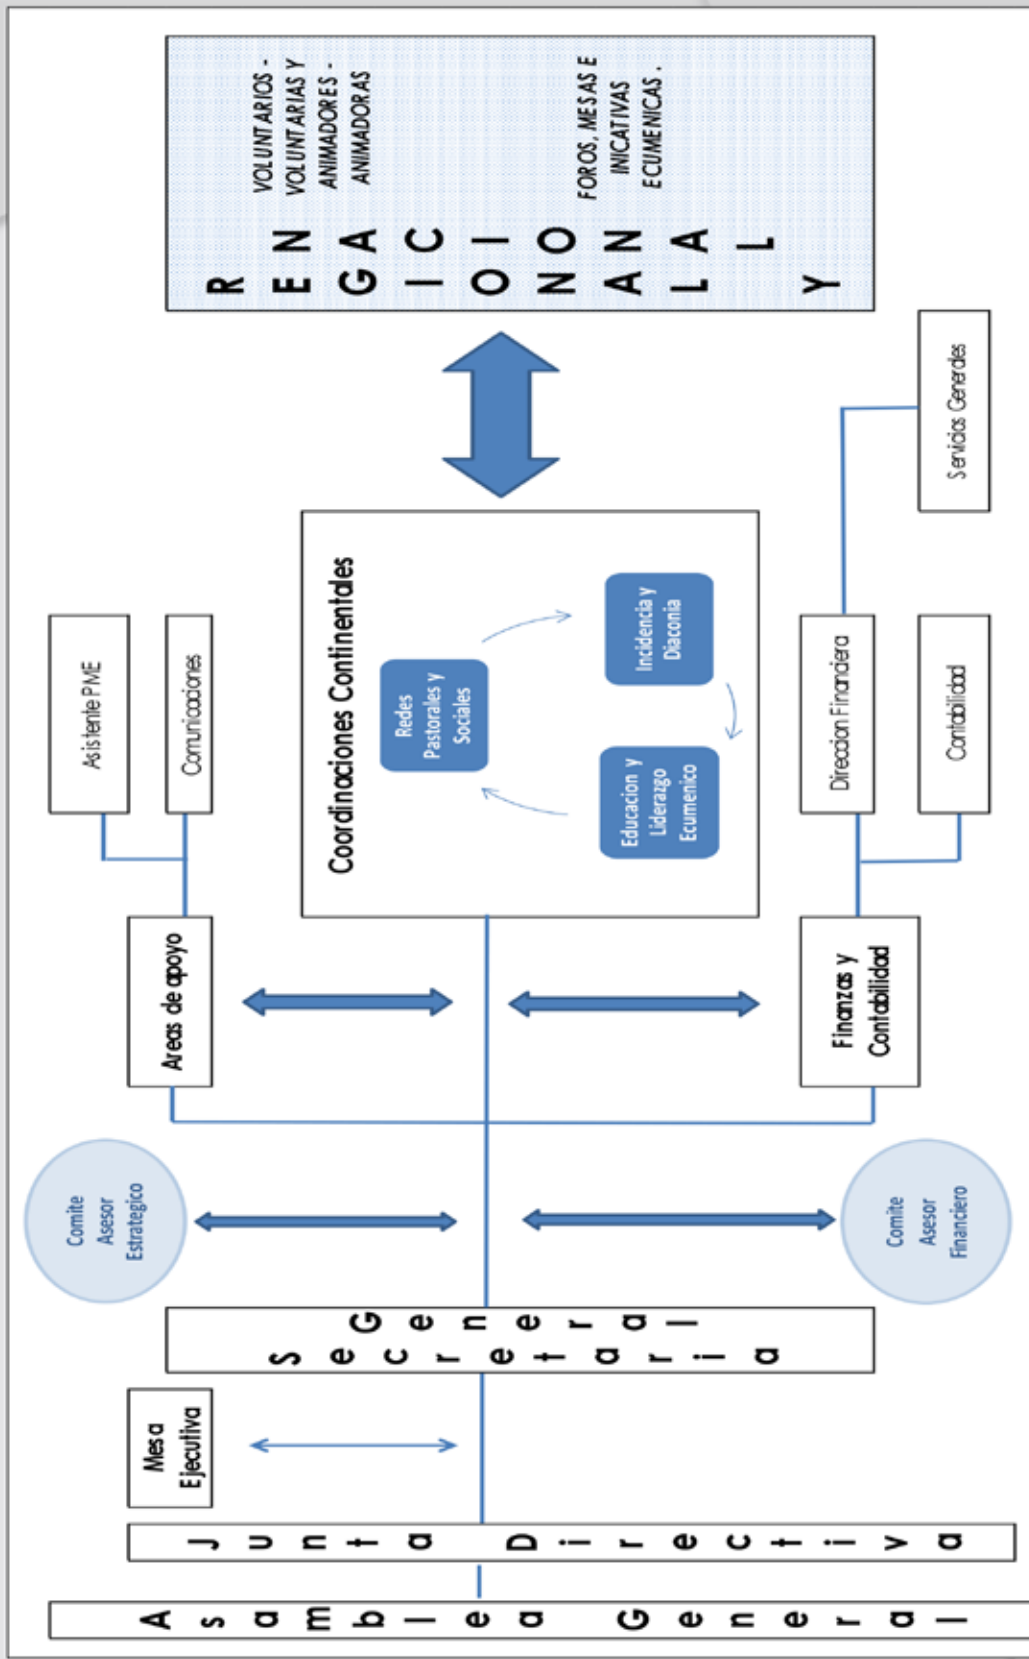 Asamblea General
Junta Directiva
Mesa
Ejecutiva
Secretaria
General
Comite
Asesor
Estrategico
Comite
Asesor
Financiero
Areas de apoyo
Asistente PME
Comunicaciones
Coordinaciones Continentales
Redes
Pastorales y
Sociales
Educacion y
Liderazgo
Ecumenico
Incidencia y
Diaconia
Finanzas y
Contabilidad
Direccion Financiera
Contabilidad
Servicios Generales
REGIONAL Y
NACIONAL
VOLUNTARIOS -
VOLUNTARIAS Y
ANIMADORES -
ANIMADORAS
FOROS, MESAS E
INICATIVAS
ECUMENICAS .